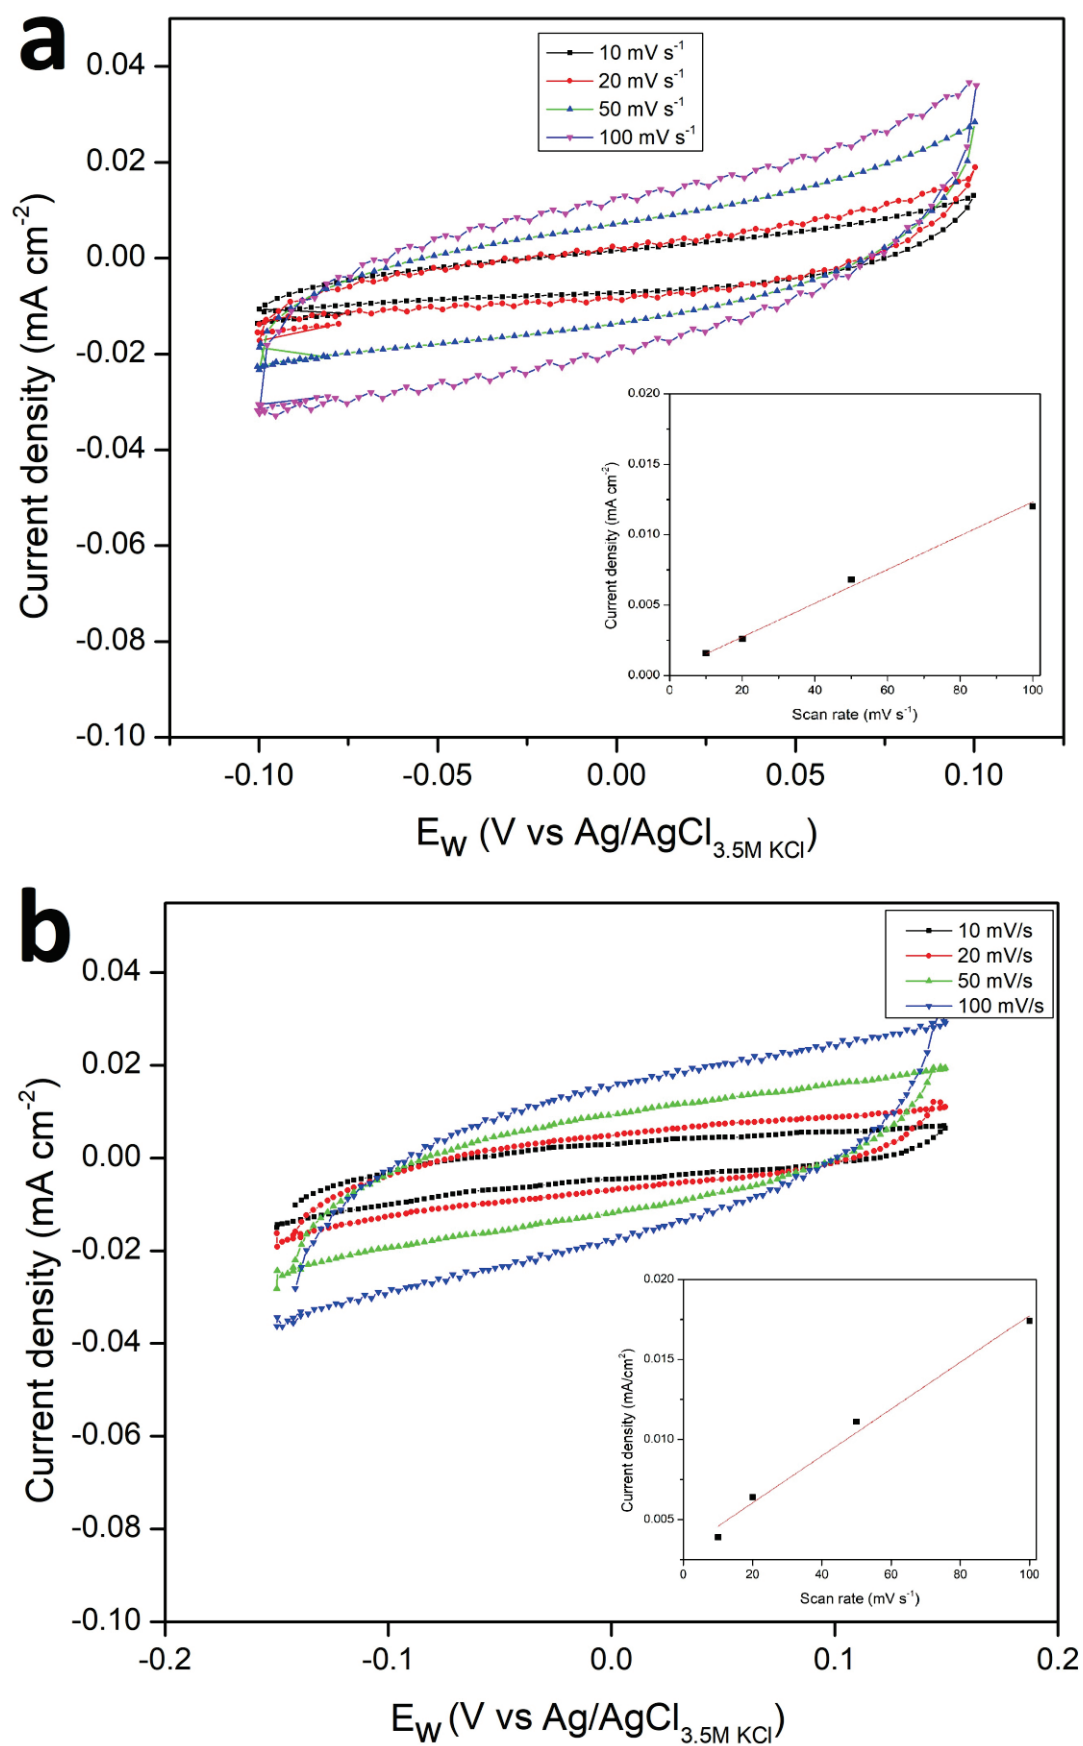 a
10 mV s⁻¹
20 mV s⁻¹
50 mV s⁻¹
100 mV s⁻¹
0.04
0.02
0.00
-0.02
-0.04
-0.06
-0.08
-0.10
Current density (mA cm⁻²)
-0.10 -0.05 0.00 0.05 0.10
E_W (V vs Ag/AgCl_3.5M KCl)
0.020
0.015
0.010
0.005
0.000
Current density (mA cm⁻²)
0 20 40 60 80 100
Scan rate (mV s⁻¹)
b
10 mV/s
20 mV/s
50 mV/s
100 mV/s
0.04
0.02
0.00
-0.02
-0.04
-0.06
-0.08
-0.10
Current density (mA cm⁻²)
-0.2 -0.1 0.0 0.1 0.2
E_W (V vs Ag/AgCl_3.5M KCl)
0.020
0.015
0.010
0.005
Current density (mA/cm²)
0 20 40 60 80 100
Scan rate (mV s⁻¹)